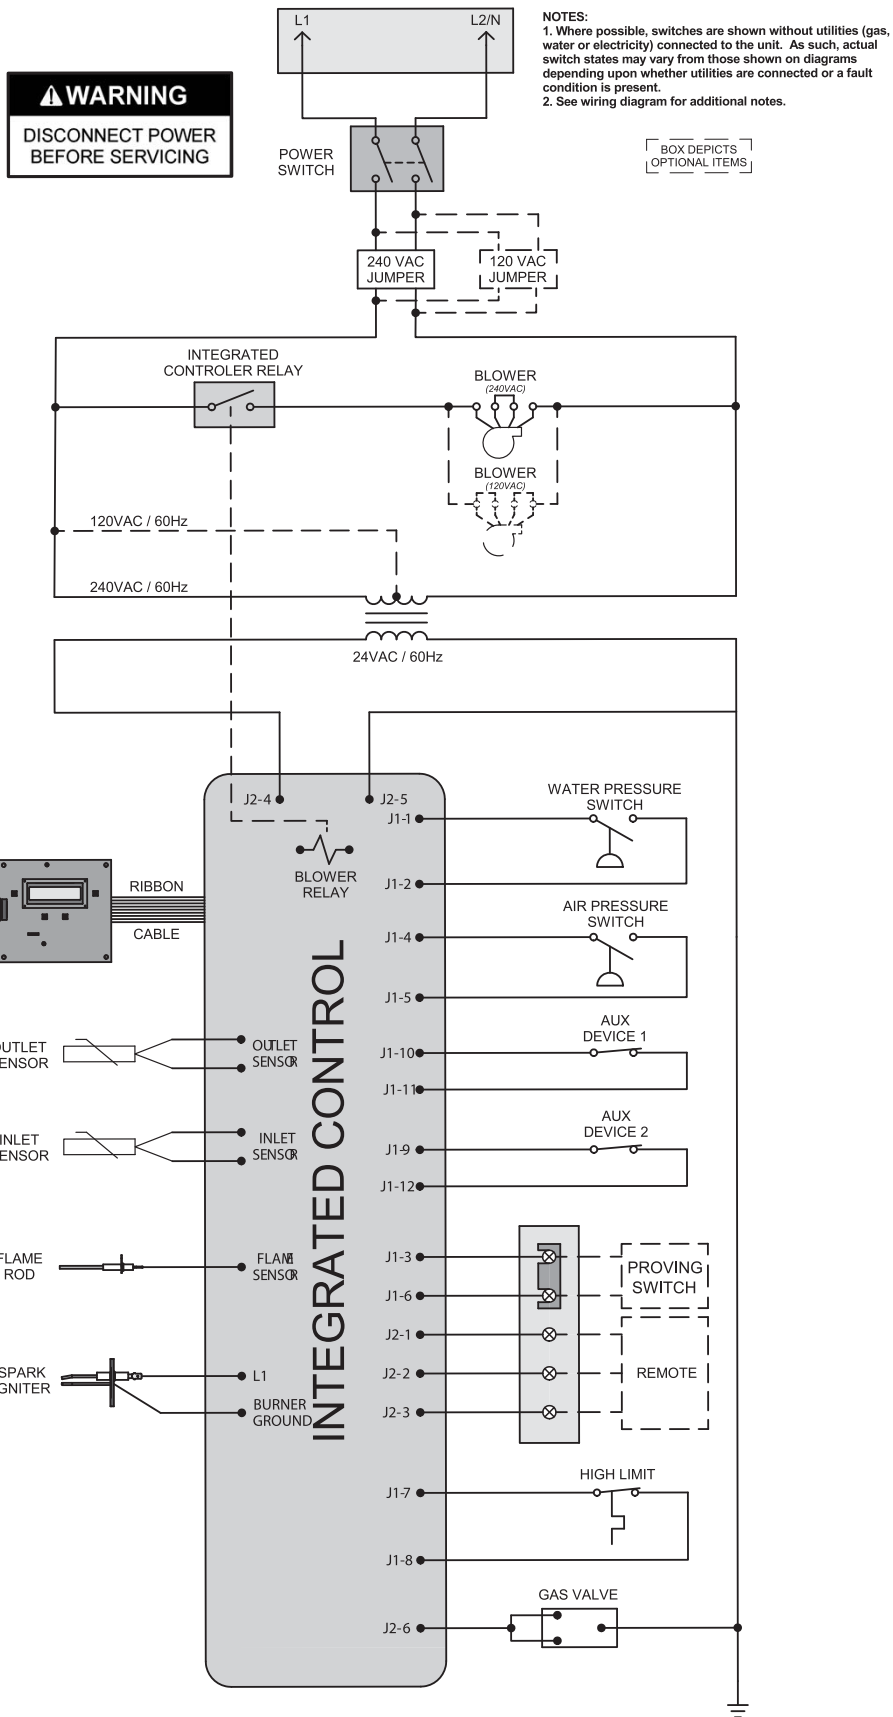 L1
L2/N
NOTES:
1. Where possible, switches are shown without utilities (gas,
water or electricity) connected to the unit. As such, actual
switch states may vary from those shown on diagrams
depending upon whether utilities are connected or a fault
condition is present.
2. See wiring diagram for additional notes.
WARNING
DISCONNECT POWER
BEFORE SERVICING
POWER
SWITCH
BOX DEPICTS
OPTIONAL ITEMS
240 VAC
JUMPER
120 VAC
JUMPER
INTEGRATED
CONTROLER RELAY
BLOWER
(240VAC)
BLOWER
(120VAC)
120VAC / 60Hz
240VAC / 60Hz
24VAC / 60Hz
J2-4
J2-5
J1-1
WATER PRESSURE
SWITCH
BLOWER
RELAY
J1-2
RIBBON
CABLE
AIR PRESSURE
SWITCH
J1-4
J1-5
INTEGRATED CONTROL
OUTLET
SENSOR
AUX
DEVICE 1
J1-10
J1-11
UTLET
ENSOR
INLET
SENSOR
AUX
DEVICE 2
J1-9
J1-12
INLET
ENSOR
FLAME
ROD
FLAME
SENSOR
J1-3
J1-6
PROVING
SWITCH
J2-1
J2-2
J2-3
REMOTE
SPARK
GNITER
L1
BURNER
GROUND
HIGH LIMIT
J1-7
J1-8
GAS VALVE
J2-6